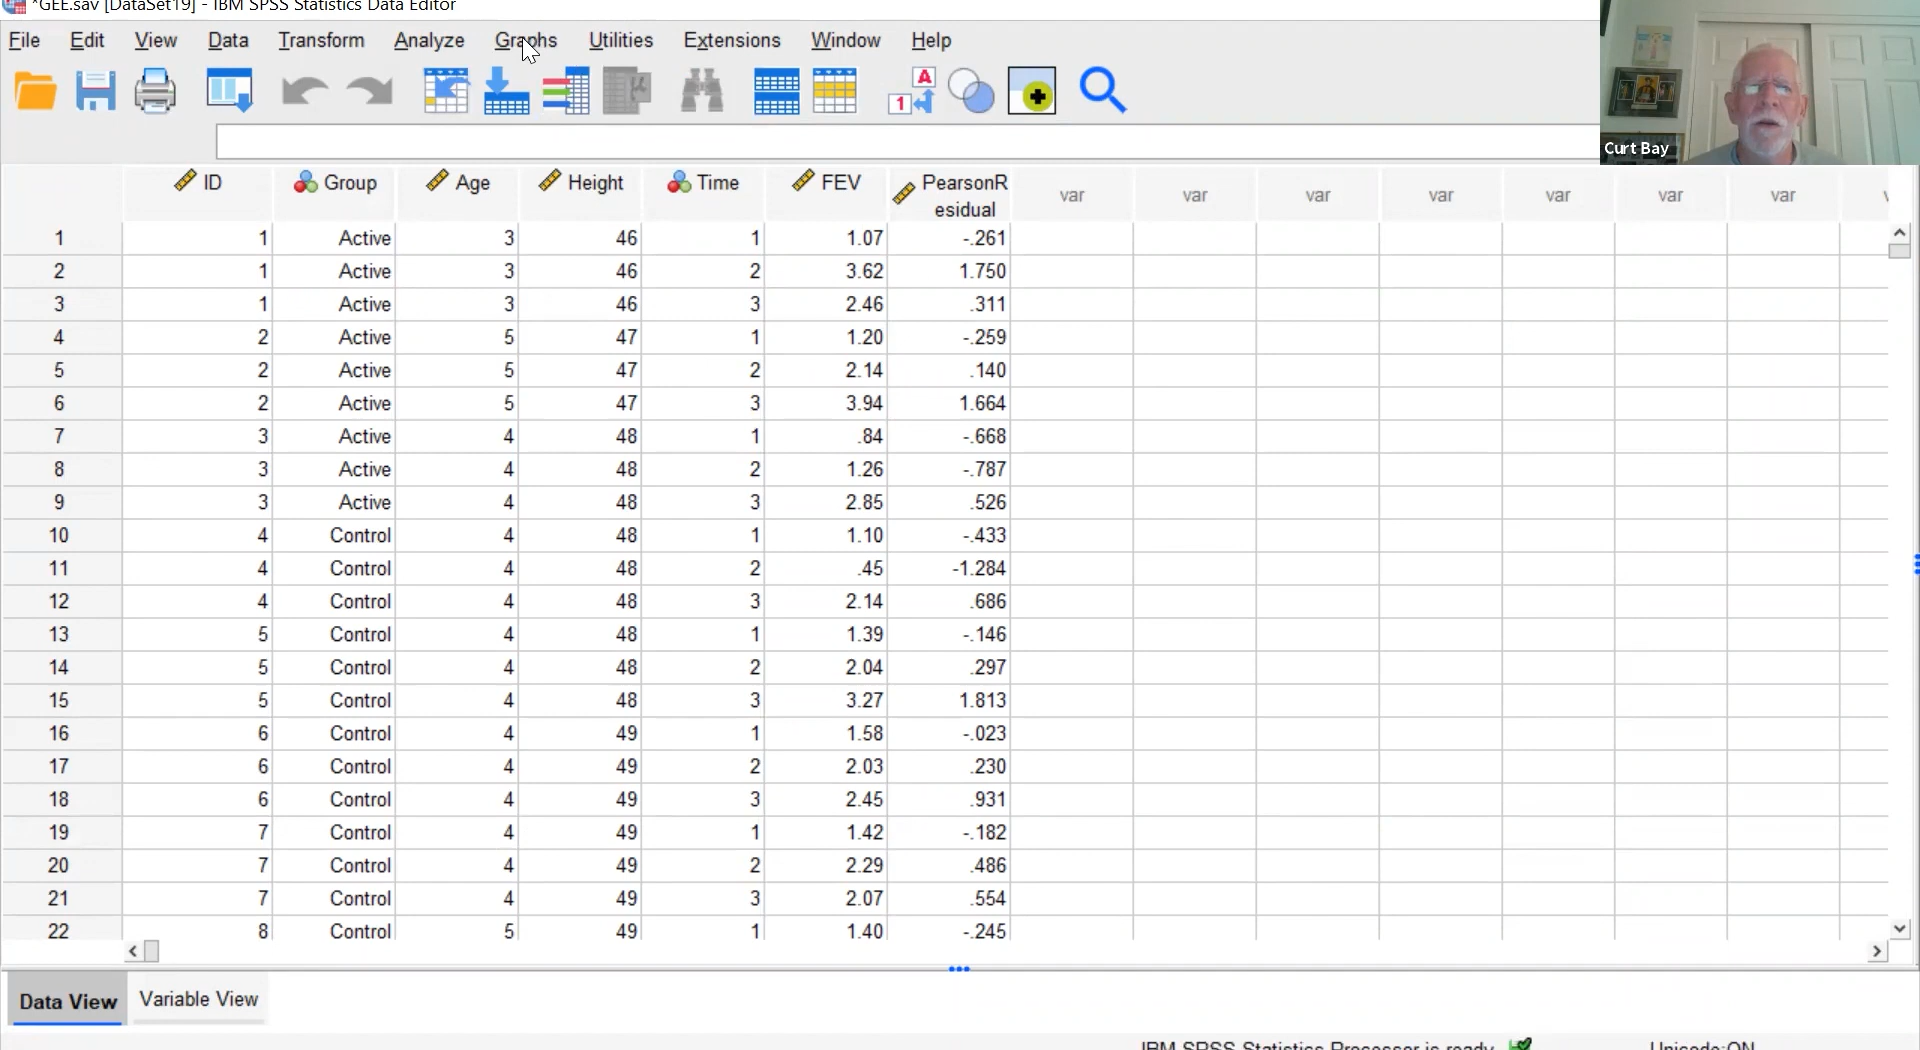 *GEE.sav [DataSet19] - IBM SPSS Statistics Data Editor
File Edit View Data Transform Analyze Graphs Utilities Extensions Window Help
A
1
Curt Bay
ID Group Age Height Time FEV PearsonR
esidual var var var var var var var
1 1 Active 3 46 1 1.07 -.261
2 1 Active 3 46 2 3.62 1.750
3 1 Active 3 46 3 2.46 .311
4 2 Active 5 47 1 1.20 -.259
5 2 Active 5 47 2 2.14 .140
6 2 Active 5 47 3 3.94 1.664
7 3 Active 4 48 1 .84 -.668
8 3 Active 4 48 2 1.26 -.787
9 3 Active 4 48 3 2.85 .526
10 4 Control 4 48 1 1.10 -.433
11 4 Control 4 48 2 .45 -1.284
12 4 Control 4 48 3 2.14 .686
13 5 Control 4 48 1 1.39 -.146
14 5 Control 4 48 2 2.04 .297
15 5 Control 4 48 3 3.27 1.813
16 6 Control 4 49 1 1.58 -.023
17 6 Control 4 49 2 2.03 .230
18 6 Control 4 49 3 2.45 .931
19 7 Control 4 49 1 1.42 -.182
20 7 Control 4 49 2 2.29 .486
21 7 Control 4 49 3 2.07 .554
22 8 Control 5 49 1 1.40 -.245
Data View Variable View
IBM SPSS Statistics Processor is ready Unicode:ON